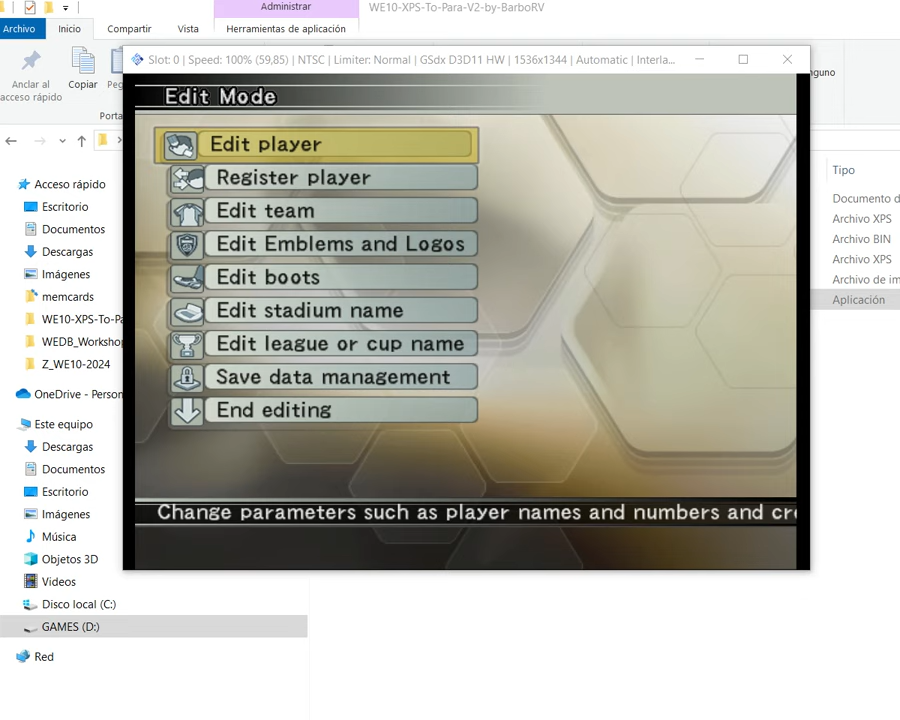 Administrar
WE10-XPS-To-Para-V2-by-BarboRV
Archivo
Inicio
Compartir
Vista
Herramientas de aplicación
Anclar al
acceso rápido
Copiar
Slot: 0 | Speed: 100% (59,85) | NTSC | Limiter: Normal | GSdx D3D11 HW | 1536x1344 | Automatic | Interla...
Edit Mode
Edit player
Register player
Edit team
Edit Emblems and Logos
Edit boots
Edit stadium name
Edit league or cup name
Save data management
End editing
Change parameters such as player names and numbers and cre
Acceso rápido
Escritorio
Documentos
Descargas
Imágenes
memcards
WE10-XPS-To-Pa
WEDB_Workshop
Z_WE10-2024
OneDrive - Person
Este equipo
Descargas
Documentos
Escritorio
Imágenes
Música
Objetos 3D
Videos
Disco local (C:)
GAMES (D:)
Red
Tipo
Documento d
Archivo XPS
Archivo BIN
Archivo XPS
Archivo de im
Aplicación